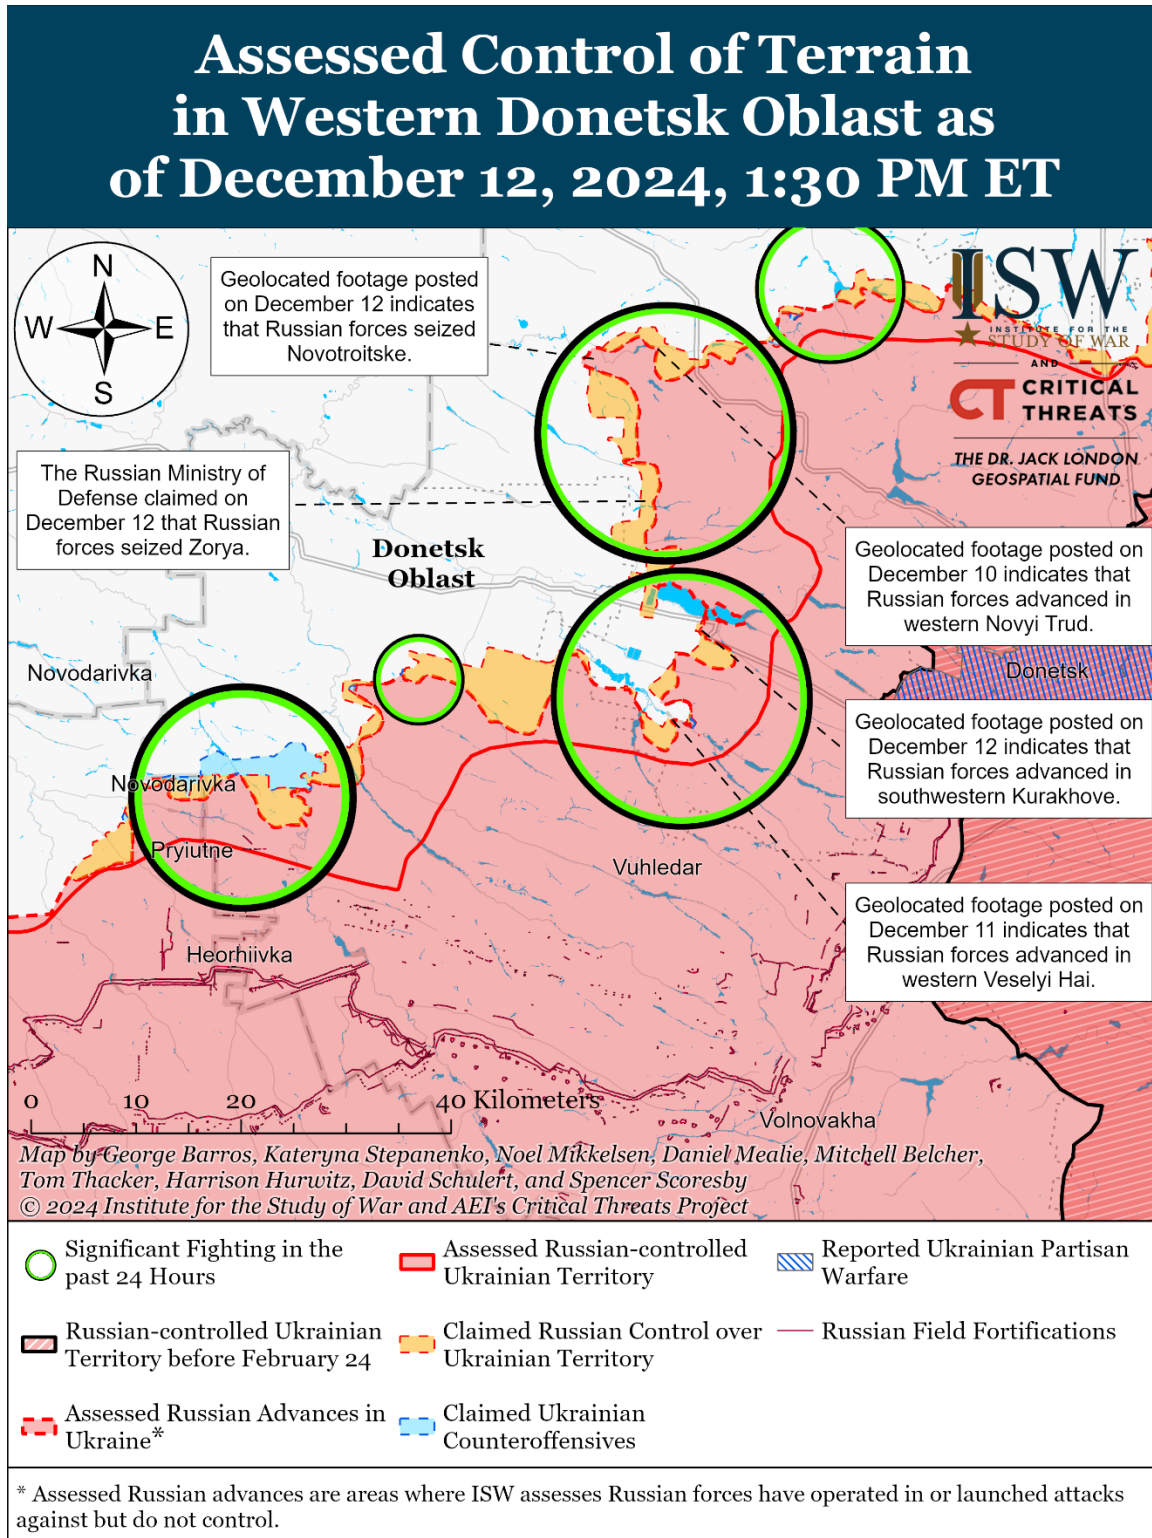 Assessed Control of Terrain
in Western Donetsk Oblast as
of December 12, 2024, 1:30 PM ET
N
W
E
S
Geolocated footage posted
on December 12 indicates
that Russian forces seized
Novotroitske.
ISW
INSTITUTE FOR THE
STUDY OF WAR
AND
CT CRITICAL
THREATS
THE DR. JACK LONDON
GEOSPATIAL FUND
The Russian Ministry of
Defense claimed on
December 12 that Russian
forces seized Zorya.
Donetsk
Oblast
Geolocated footage posted on
December 10 indicates that
Russian forces advanced in
western Novyi Trud.
Novodarivka
Donetsk
Geolocated footage posted on
December 12 indicates that
Russian forces advanced in
southwestern Kurakhove.
Novodarivka
Pryiutne
Vuhledar
Geolocated footage posted on
December 11 indicates that
Russian forces advanced in
western Veselyi Hai.
Heorhiivka
0 10 20 40 Kilometers
Volnovakha
Map by George Barros, Kateryna Stepanenko, Noel Mikkelsen, Daniel Mealie, Mitchell Belcher,
Tom Thacker, Harrison Hurwitz, David Schulert, and Spencer Scoresby
© 2024 Institute for the Study of War and AEI's Critical Threats Project
Significant Fighting in the
past 24 Hours
Assessed Russian-controlled
Ukrainian Territory
Reported Ukrainian Partisan
Warfare
Russian-controlled Ukrainian
Territory before February 24
Claimed Russian Control over
Ukrainian Territory
Russian Field Fortifications
Assessed Russian Advances in
Ukraine*
Claimed Ukrainian
Counteroffensives
* Assessed Russian advances are areas where ISW assesses Russian forces have operated in or launched attacks
against but do not control.